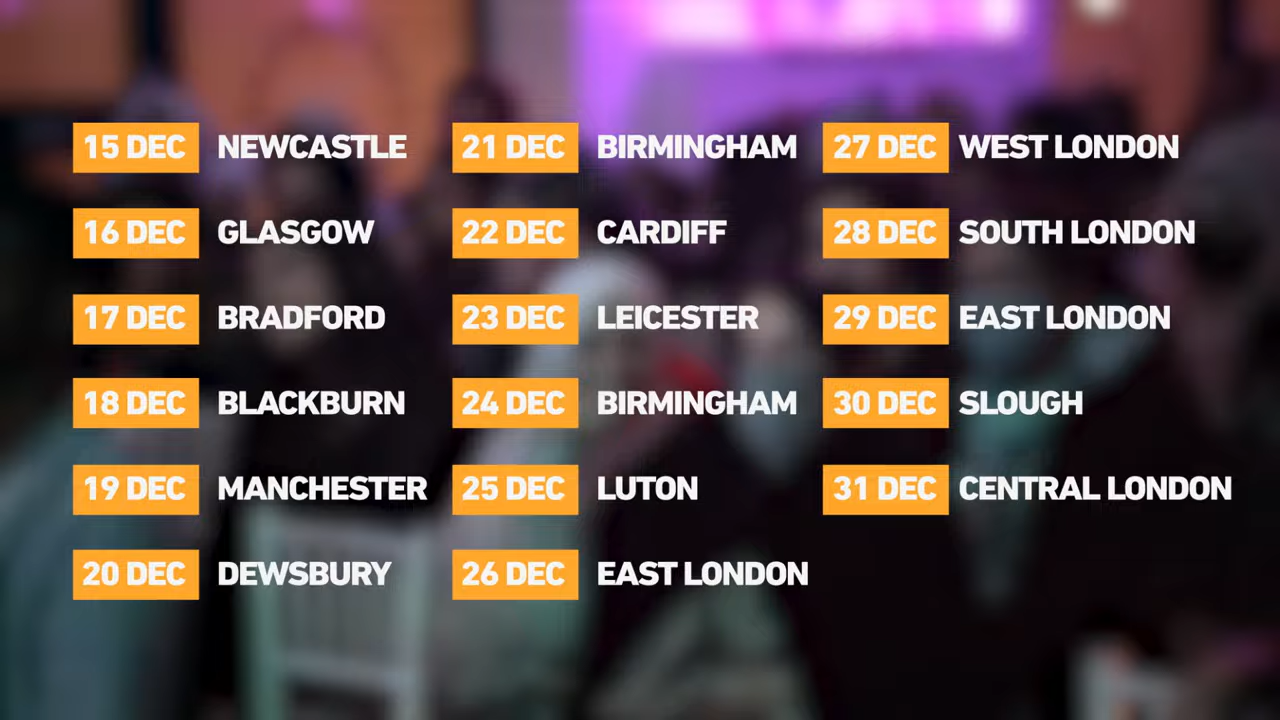 15 DEC NEWCASTLE
16 DEC GLASGOW
17 DEC BRADFORD
18 DEC BLACKBURN
19 DEC MANCHESTER
20 DEC DEWSBURY
21 DEC BIRMINGHAM
22 DEC CARDIFF
23 DEC LEICESTER
24 DEC BIRMINGHAM
25 DEC LUTON
26 DEC EAST LONDON
27 DEC WEST LONDON
28 DEC SOUTH LONDON
29 DEC EAST LONDON
30 DEC SLOUGH
31 DEC CENTRAL LONDON